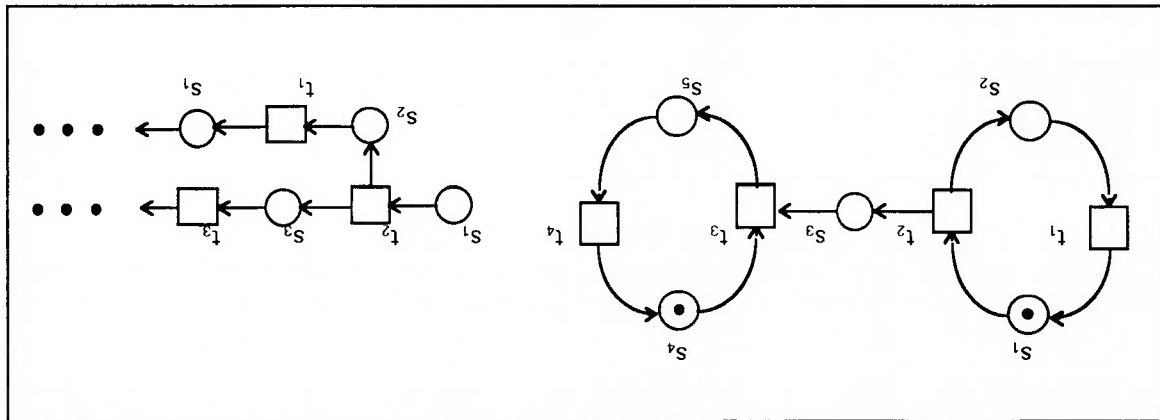 s₁ s₄
t₁ t₂ s₃ t₃ t₄ s₁ t₂ s₃ t₃ • • •
s₂ s₅ s₂ t₁ s₁ • • •